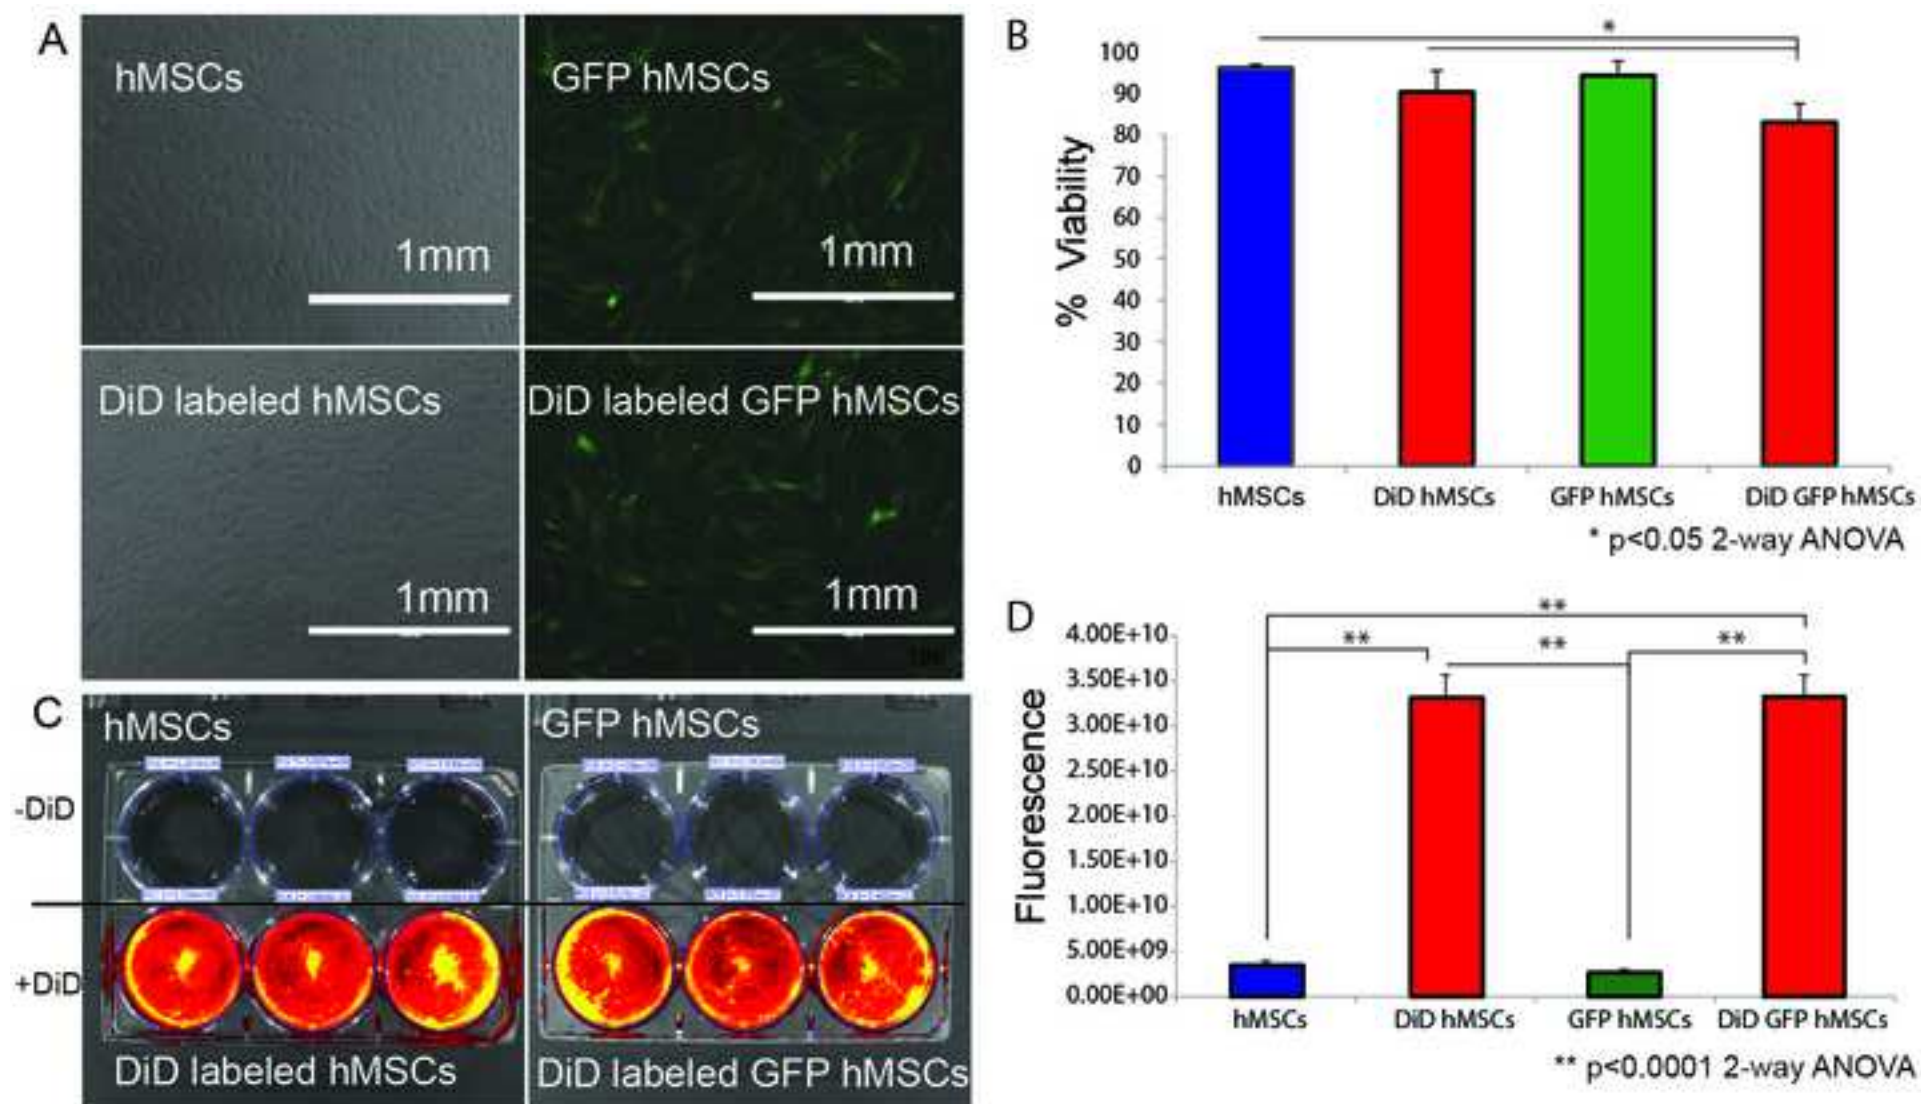 A
hMSCs
1mm
GFP hMSCs
1mm
DiD labeled hMSCs
1mm
DiD labeled GFP hMSCs
1mm
B
*
100
90
80
70
60
50
40
30
20
10
0
% Viability
hMSCs
DiD hMSCs
GFP hMSCs
DiD GFP hMSCs
* p<0.05 2-way ANOVA
C
hMSCs
GFP hMSCs
-DiD
+DiD
DiD labeled hMSCs
DiD labeled GFP hMSCs
D
**
**
**
**
4.00E+10
3.50E+10
3.00E+10
2.50E+10
2.00E+10
1.50E+10
1.00E+10
5.00E+09
0.00E+00
Fluorescence
hMSCs
DiD hMSCs
GFP hMSCs
DiD GFP hMSCs
** p<0.0001 2-way ANOVA